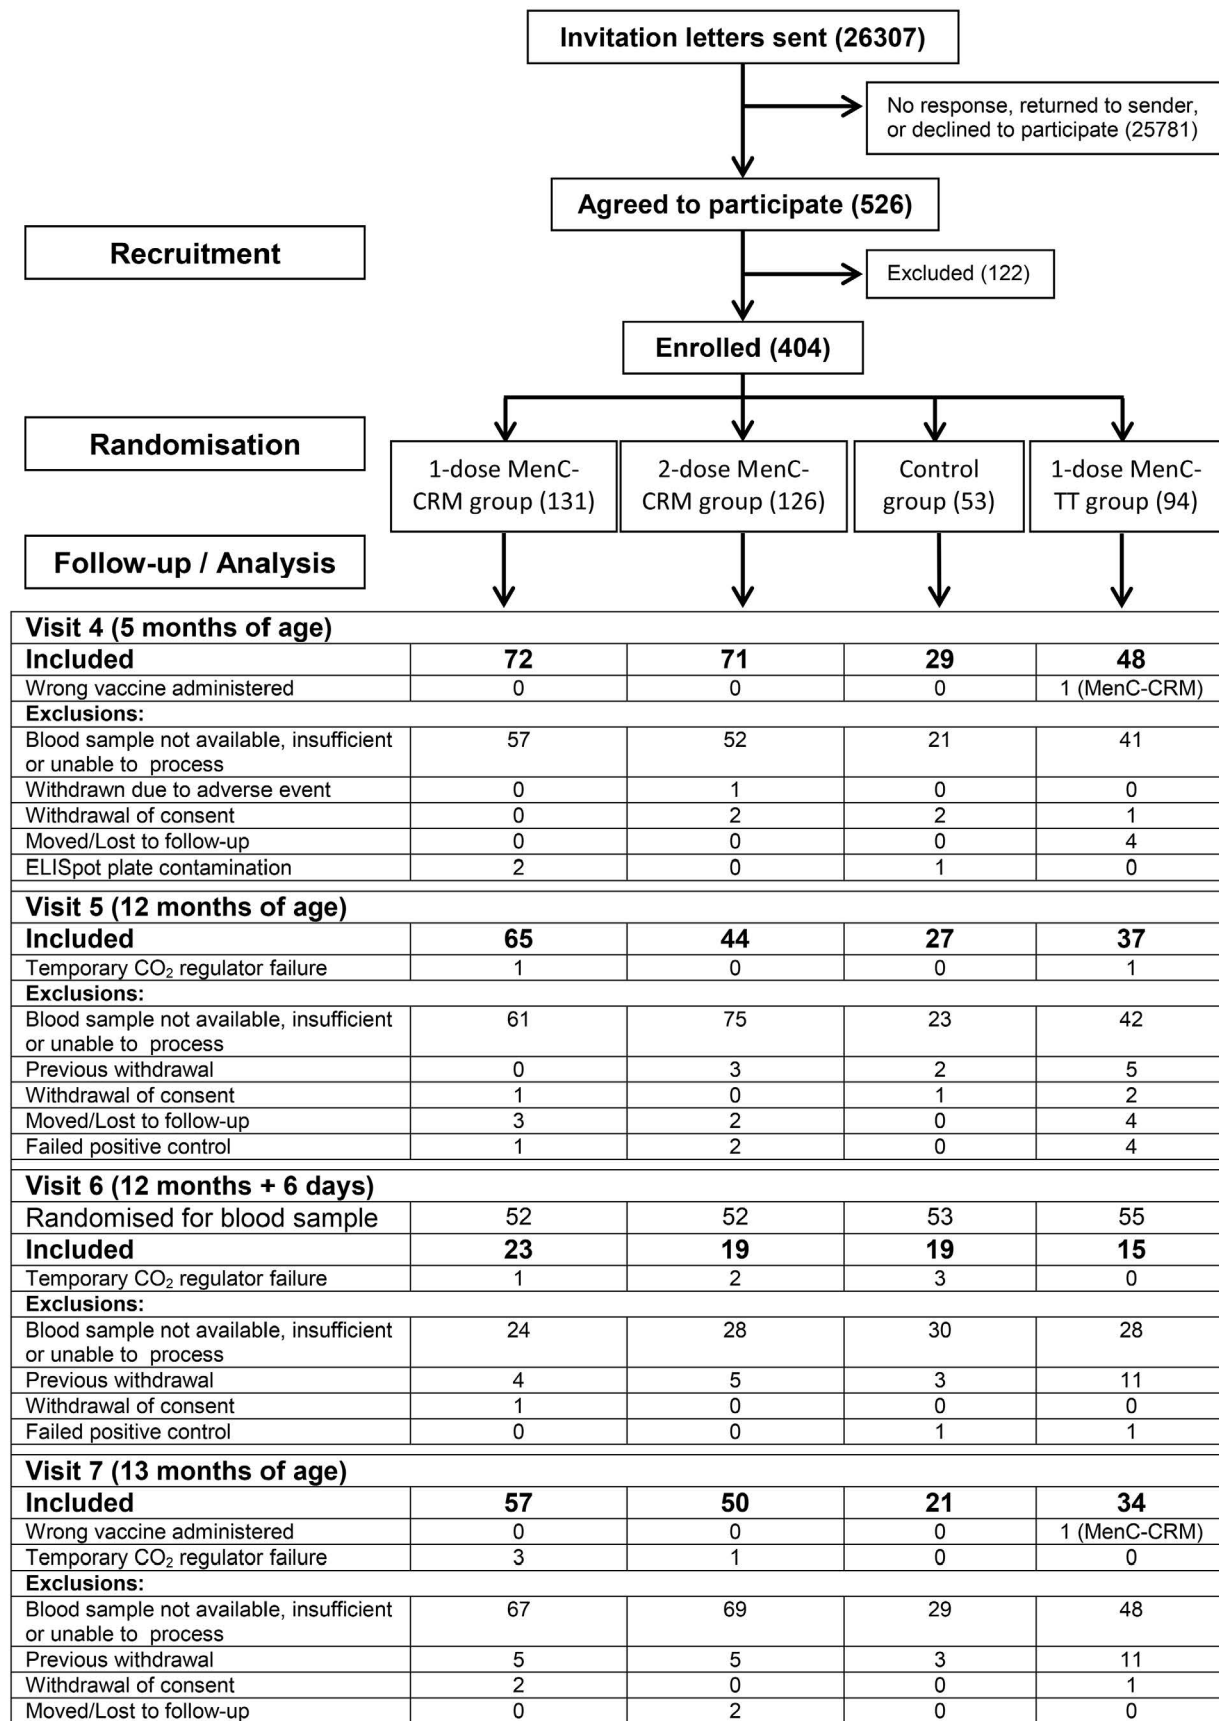 Invitation letters sent (26307)
No response, returned to sender,
or declined to participate (25781)
Agreed to participate (526)
Recruitment
Excluded (122)
Enrolled (404)
Randomisation
1-dose MenC-
CRM group (131)
2-dose MenC-
CRM group (126)
Control
group (53)
1-dose MenC-
TT group (94)
Follow-up / Analysis
Visit 4 (5 months of age)
Included 72 71 29 48
Wrong vaccine administered 0 0 0 1 (MenC-CRM)
Exclusions:
Blood sample not available, insufficient 57 52 21 41
or unable to process
Withdrawn due to adverse event 0 1 0 0
Withdrawal of consent 0 2 2 1
Moved/Lost to follow-up 0 0 0 4
ELISpot plate contamination 2 0 1 0
Visit 5 (12 months of age)
Included 65 44 27 37
Temporary CO₂ regulator failure 1 0 0 1
Exclusions:
Blood sample not available, insufficient 61 75 23 42
or unable to process
Previous withdrawal 0 3 2 5
Withdrawal of consent 1 0 1 2
Moved/Lost to follow-up 3 2 0 4
Failed positive control 1 2 0 4
Visit 6 (12 months + 6 days)
Randomised for blood sample 52 52 53 55
Included 23 19 19 15
Temporary CO₂ regulator failure 1 2 3 0
Exclusions:
Blood sample not available, insufficient 24 28 30 28
or unable to process
Previous withdrawal 4 5 3 11
Withdrawal of consent 1 0 0 0
Failed positive control 0 0 1 1
Visit 7 (13 months of age)
Included 57 50 21 34
Wrong vaccine administered 0 0 0 1 (MenC-CRM)
Temporary CO₂ regulator failure 3 1 0 0
Exclusions:
Blood sample not available, insufficient 67 69 29 48
or unable to process
Previous withdrawal 5 5 3 11
Withdrawal of consent 2 0 0 1
Moved/Lost to follow-up 0 2 0 0